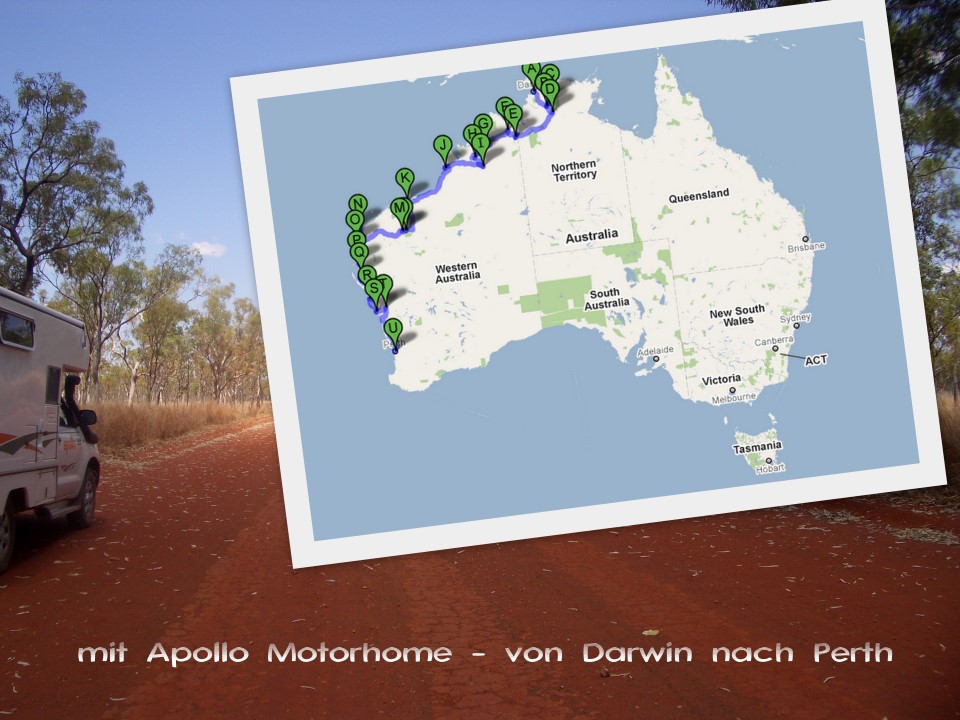 A
C
D
F
E
G
H
I
J
K
M
N
O
P
Q
R
S
T
U
Northern
Territory
Queensland
Australia
Brisbane
Western
Australia
South
Australia
New South
Wales
Sydney
Canberra
ACT
Adelaide
Victoria
Melbourne
Tasmania
Hobart
mit Apollo Motorhome - von Darwin nach Perth